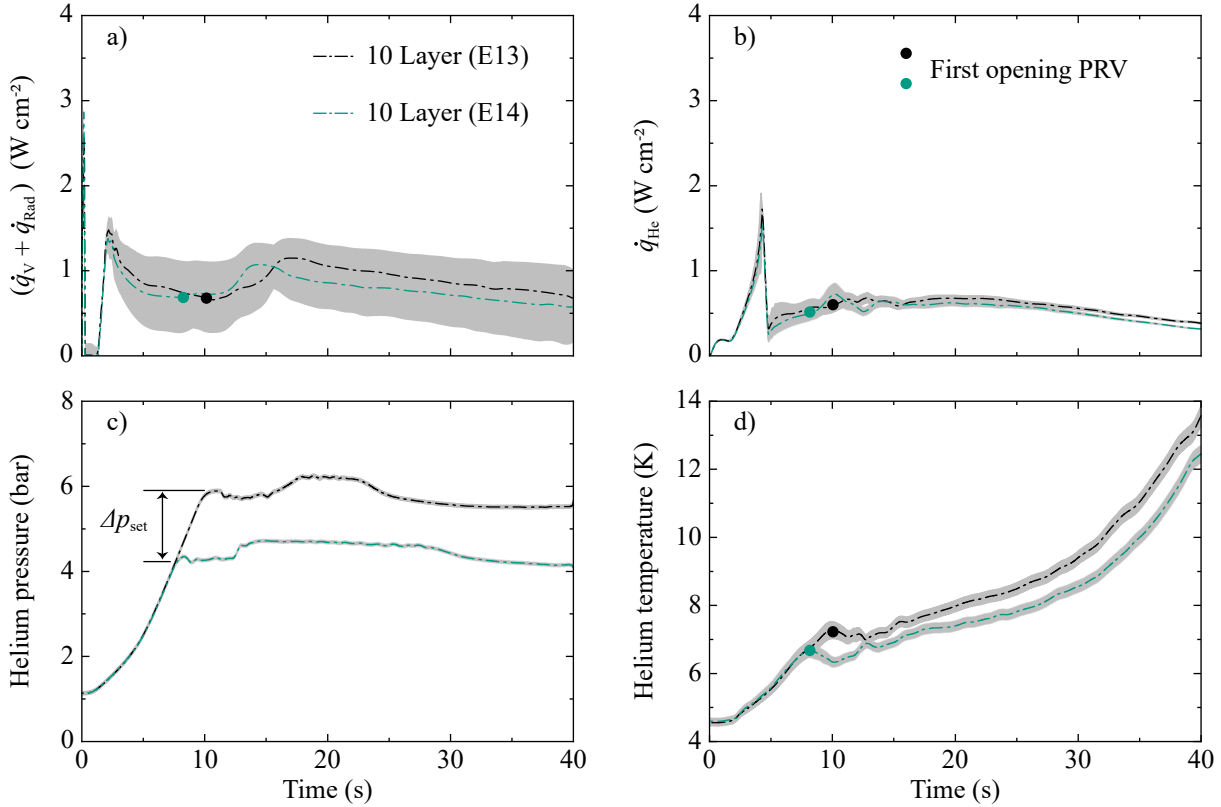 a)
10 Layer (E13)
10 Layer (E14)
(q̇V + q̇Rad) (W cm⁻²)
4
3
2
1
0
b)
First opening PRV
q̇He (W cm⁻²)
4
3
2
1
0
c)
Δpset
Helium pressure (bar)
8
6
4
2
0
0 10 20 30 40
Time (s)
d)
Helium temperature (K)
14
12
10
8
6
4
0 10 20 30 40
Time (s)